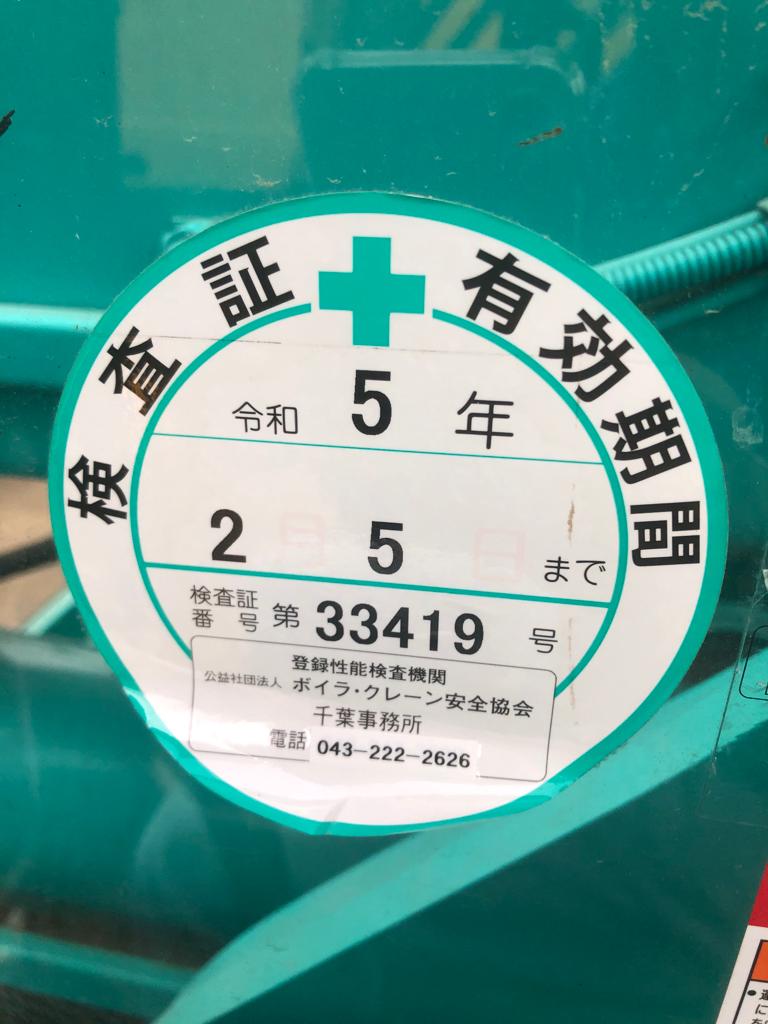 検査証 有効期間
令和 5 年
2月 5日 まで
検査証番号 第 33419 号
登録性能検査機関
公益社団法人 ボイラ・クレーン安全協会
千葉事務所
電話 043-222-2626